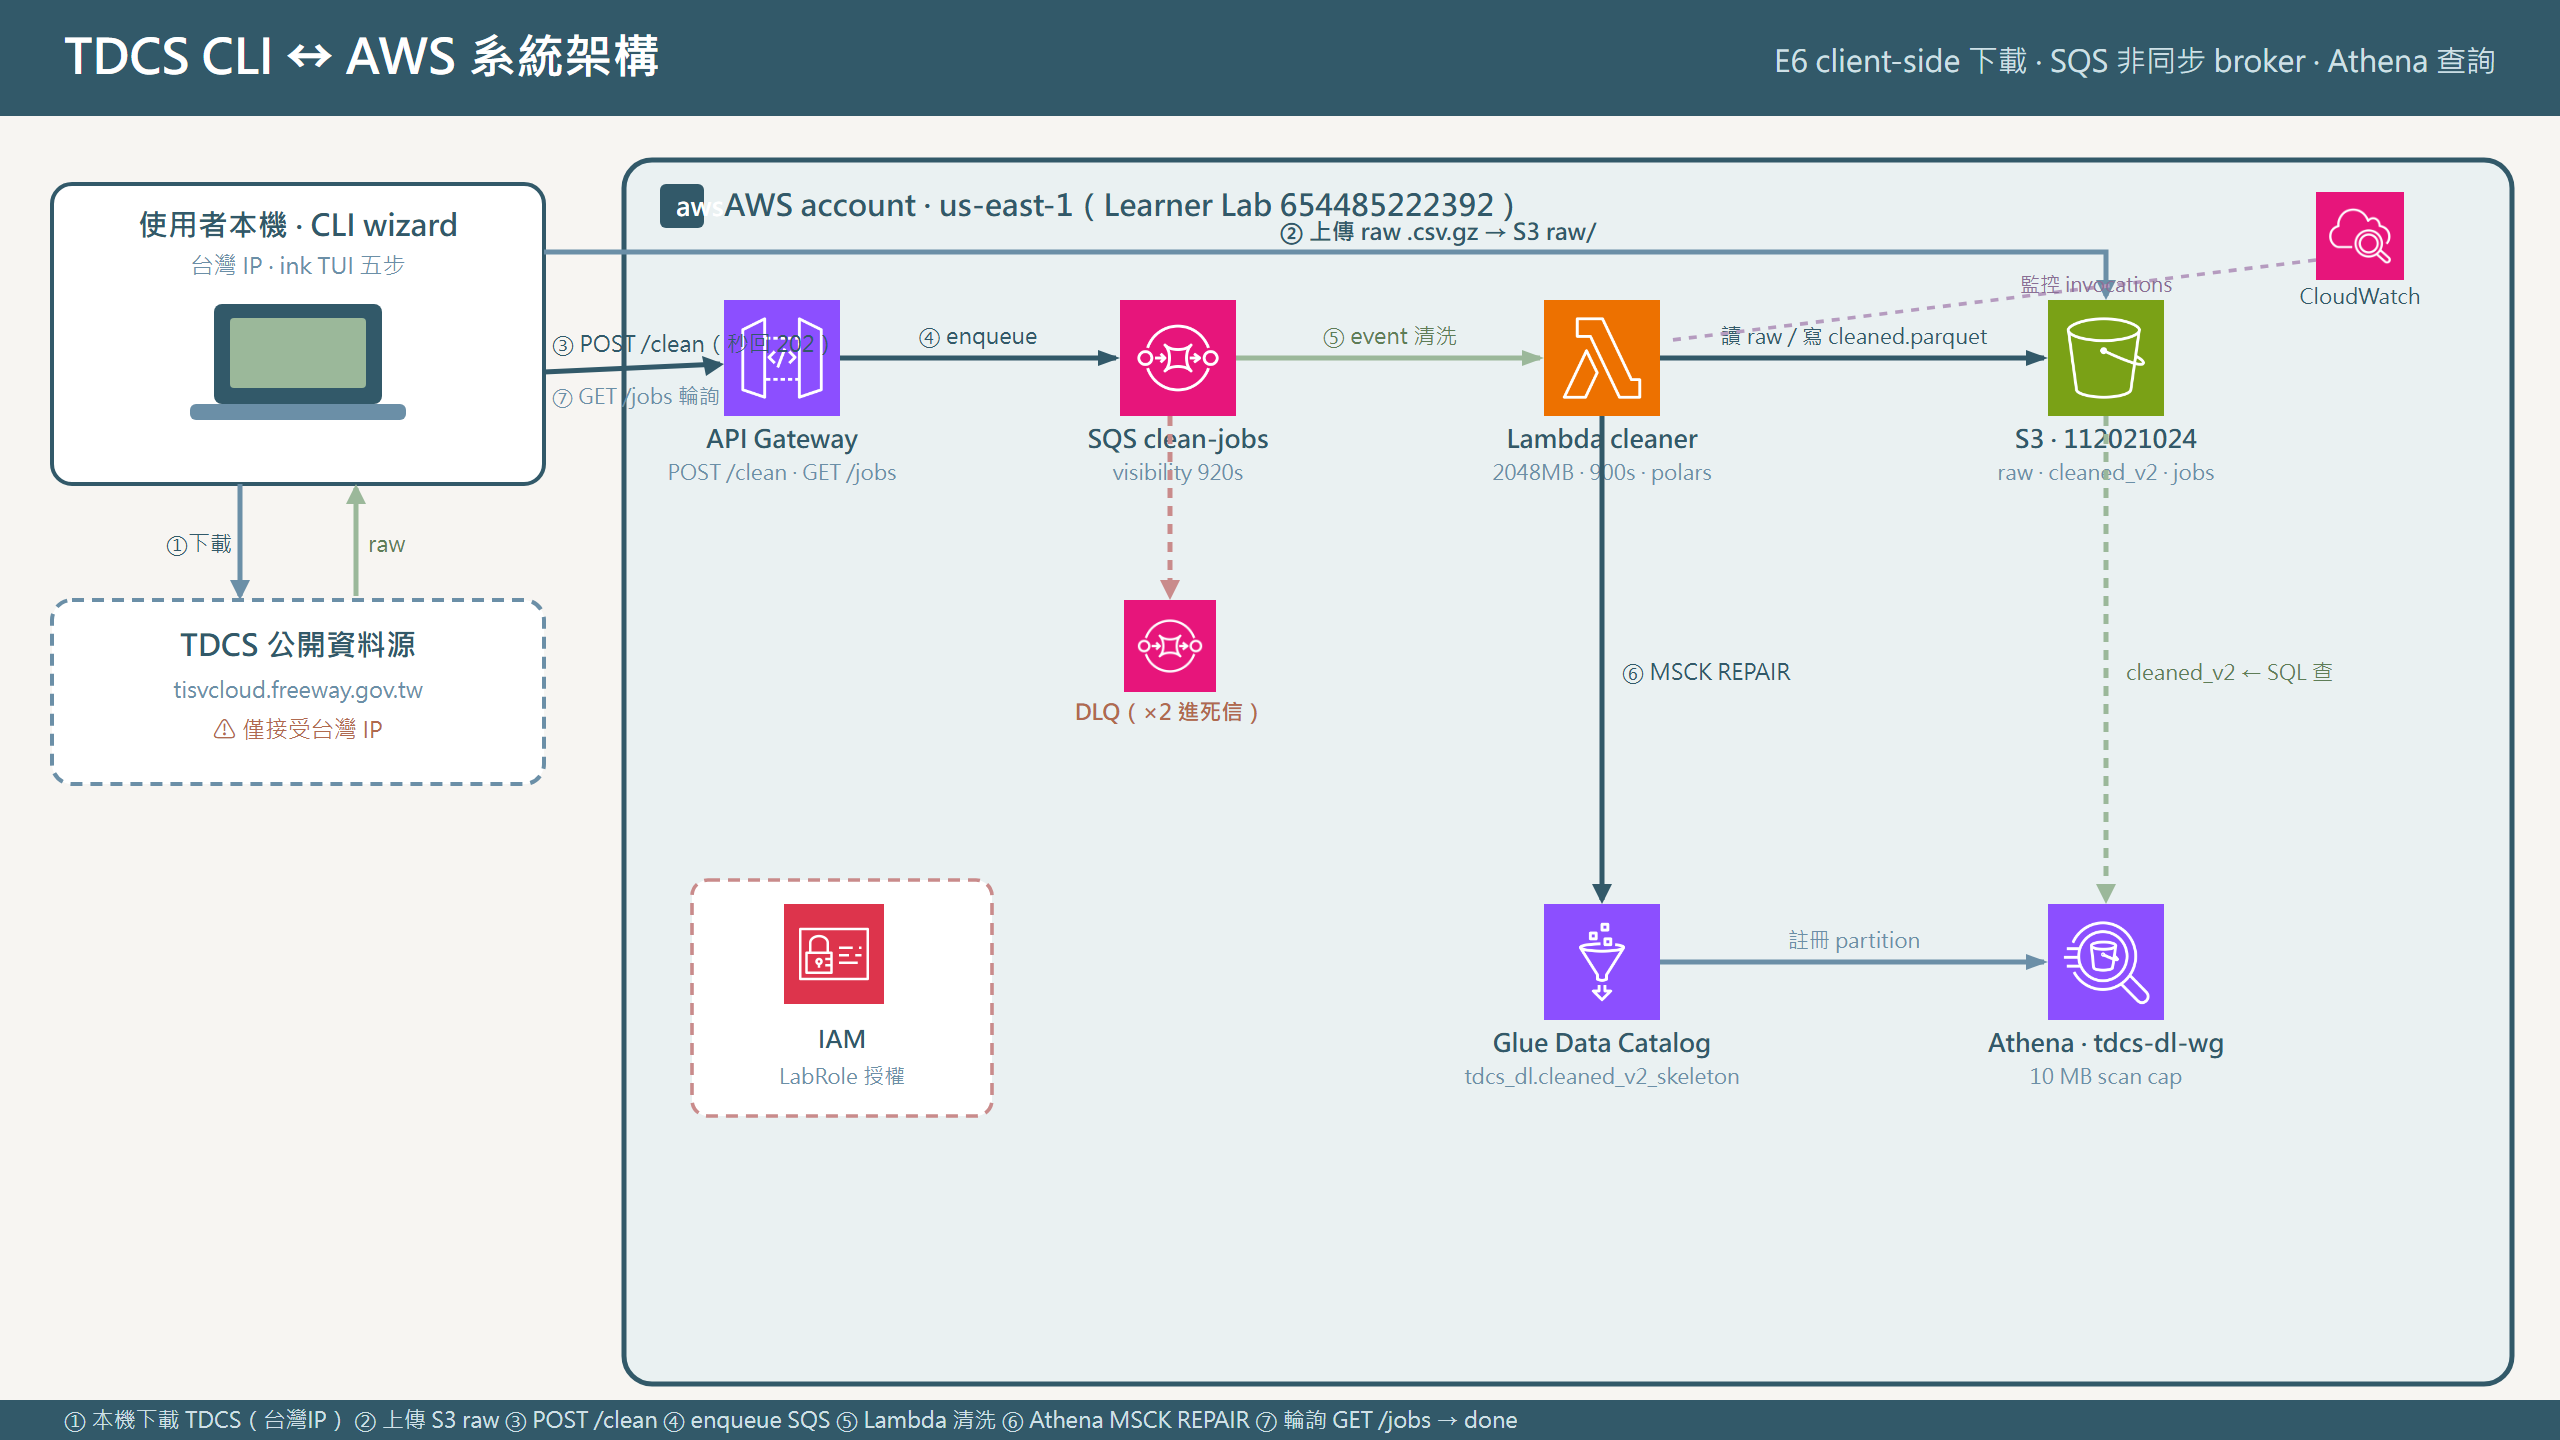 TDCS CLI ↔ AWS 系統架構
E6 client-side 下載 · SQS 非同步 broker · Athena 查詢
使用者本機 · CLI wizard
台灣 IP · ink TUI 五步
①下載
raw
TDCS 公開資料源
tisvcloud.freeway.gov.tw
⚠ 僅接受台灣 IP
aws
AWS account · us-east-1（Learner Lab 654485222392）
② 上傳 raw .csv.gz → S3 raw/
監控 invocations
CloudWatch
③ POST /clean（秒回 202）
⑦ GET /jobs 輪詢
④ enqueue
⑤ event 清洗
讀 raw / 寫 cleaned.parquet
API Gateway
POST /clean · GET /jobs
SQS clean-jobs
visibility 920s
Lambda cleaner
2048MB · 900s · polars
S3 · 112021024
raw · cleaned_v2 · jobs
DLQ（×2 進死信）
⑥ MSCK REPAIR
cleaned_v2 ← SQL 查
IAM
LabRole 授權
註冊 partition
Glue Data Catalog
tdcs_dl.cleaned_v2_skeleton
Athena · tdcs-dl-wg
10 MB scan cap
① 本機下載 TDCS（台灣IP） ② 上傳 S3 raw ③ POST /clean ④ enqueue SQS ⑤ Lambda 清洗 ⑥ Athena MSCK REPAIR ⑦ 輪詢 GET /jobs → done